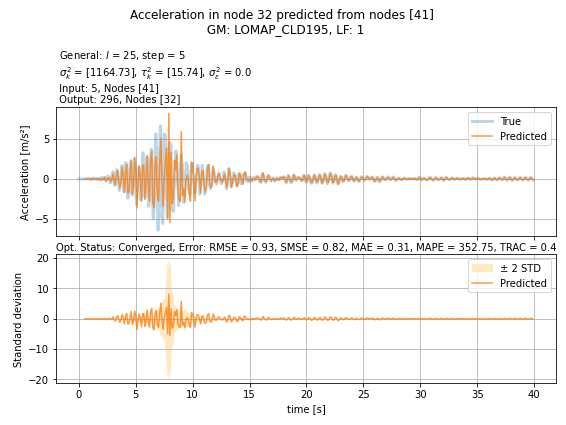 Acceleration in node 32 predicted from nodes [41]
GM: LOMAP_CLD195, LF: 1
General: l = 25, step = 5
σ²ₖ = [1164.73], τ²ₖ = [15.74], σ²ε = 0.0
Input: 5, Nodes [41]
Output: 296, Nodes [32]
Acceleration [m/s²]
5
0
−5
True
Predicted
Opt. Status: Converged, Error: RMSE = 0.93, SMSE = 0.82, MAE = 0.31, MAPE = 352.75, TRAC = 0.4
Standard deviation
20
10
0
−10
−20
± 2 STD
Predicted
0 5 10 15 20 25 30 35 40
time [s]